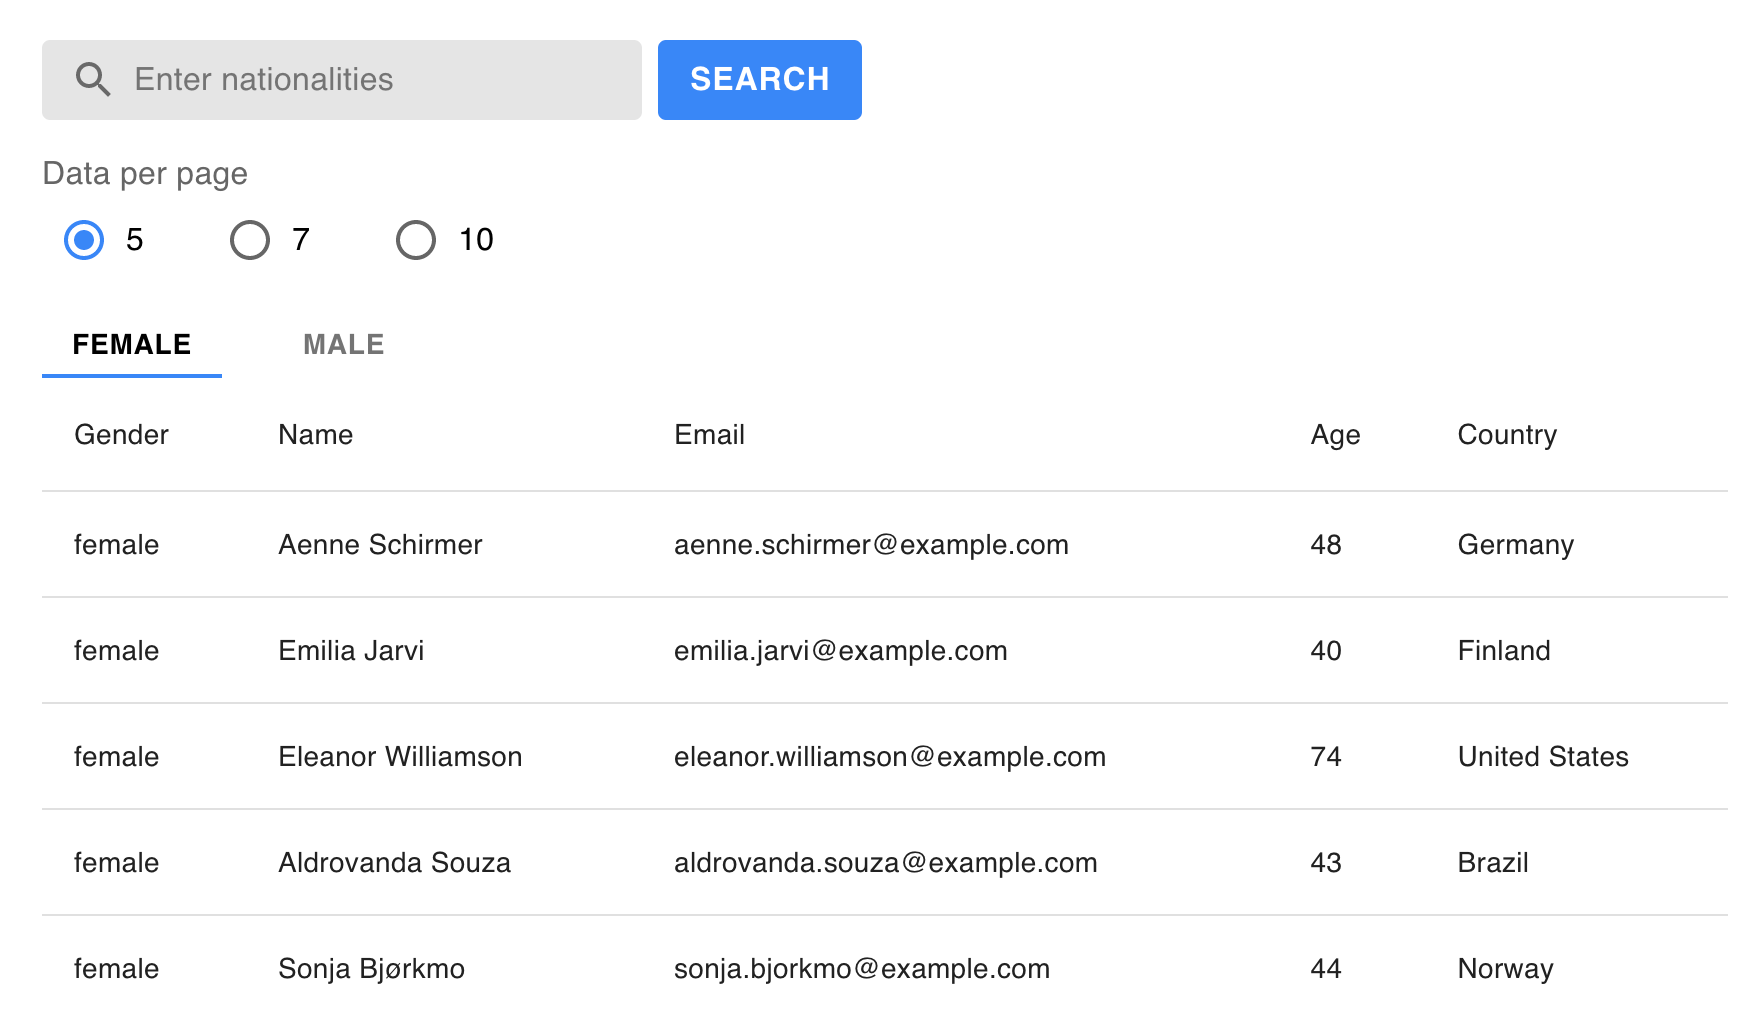 Enter nationalities SEARCH
Data per page
5 7 10
FEMALE MALE
Gender Name Email Age Country
female Aenne Schirmer aenne.schirmer@example.com 48 Germany
female Emilia Jarvi emilia.jarvi@example.com 40 Finland
female Eleanor Williamson eleanor.williamson@example.com 74 United States
female Aldrovanda Souza aldrovanda.souza@example.com 43 Brazil
female Sonja Bjørkmo sonja.bjorkmo@example.com 44 Norway